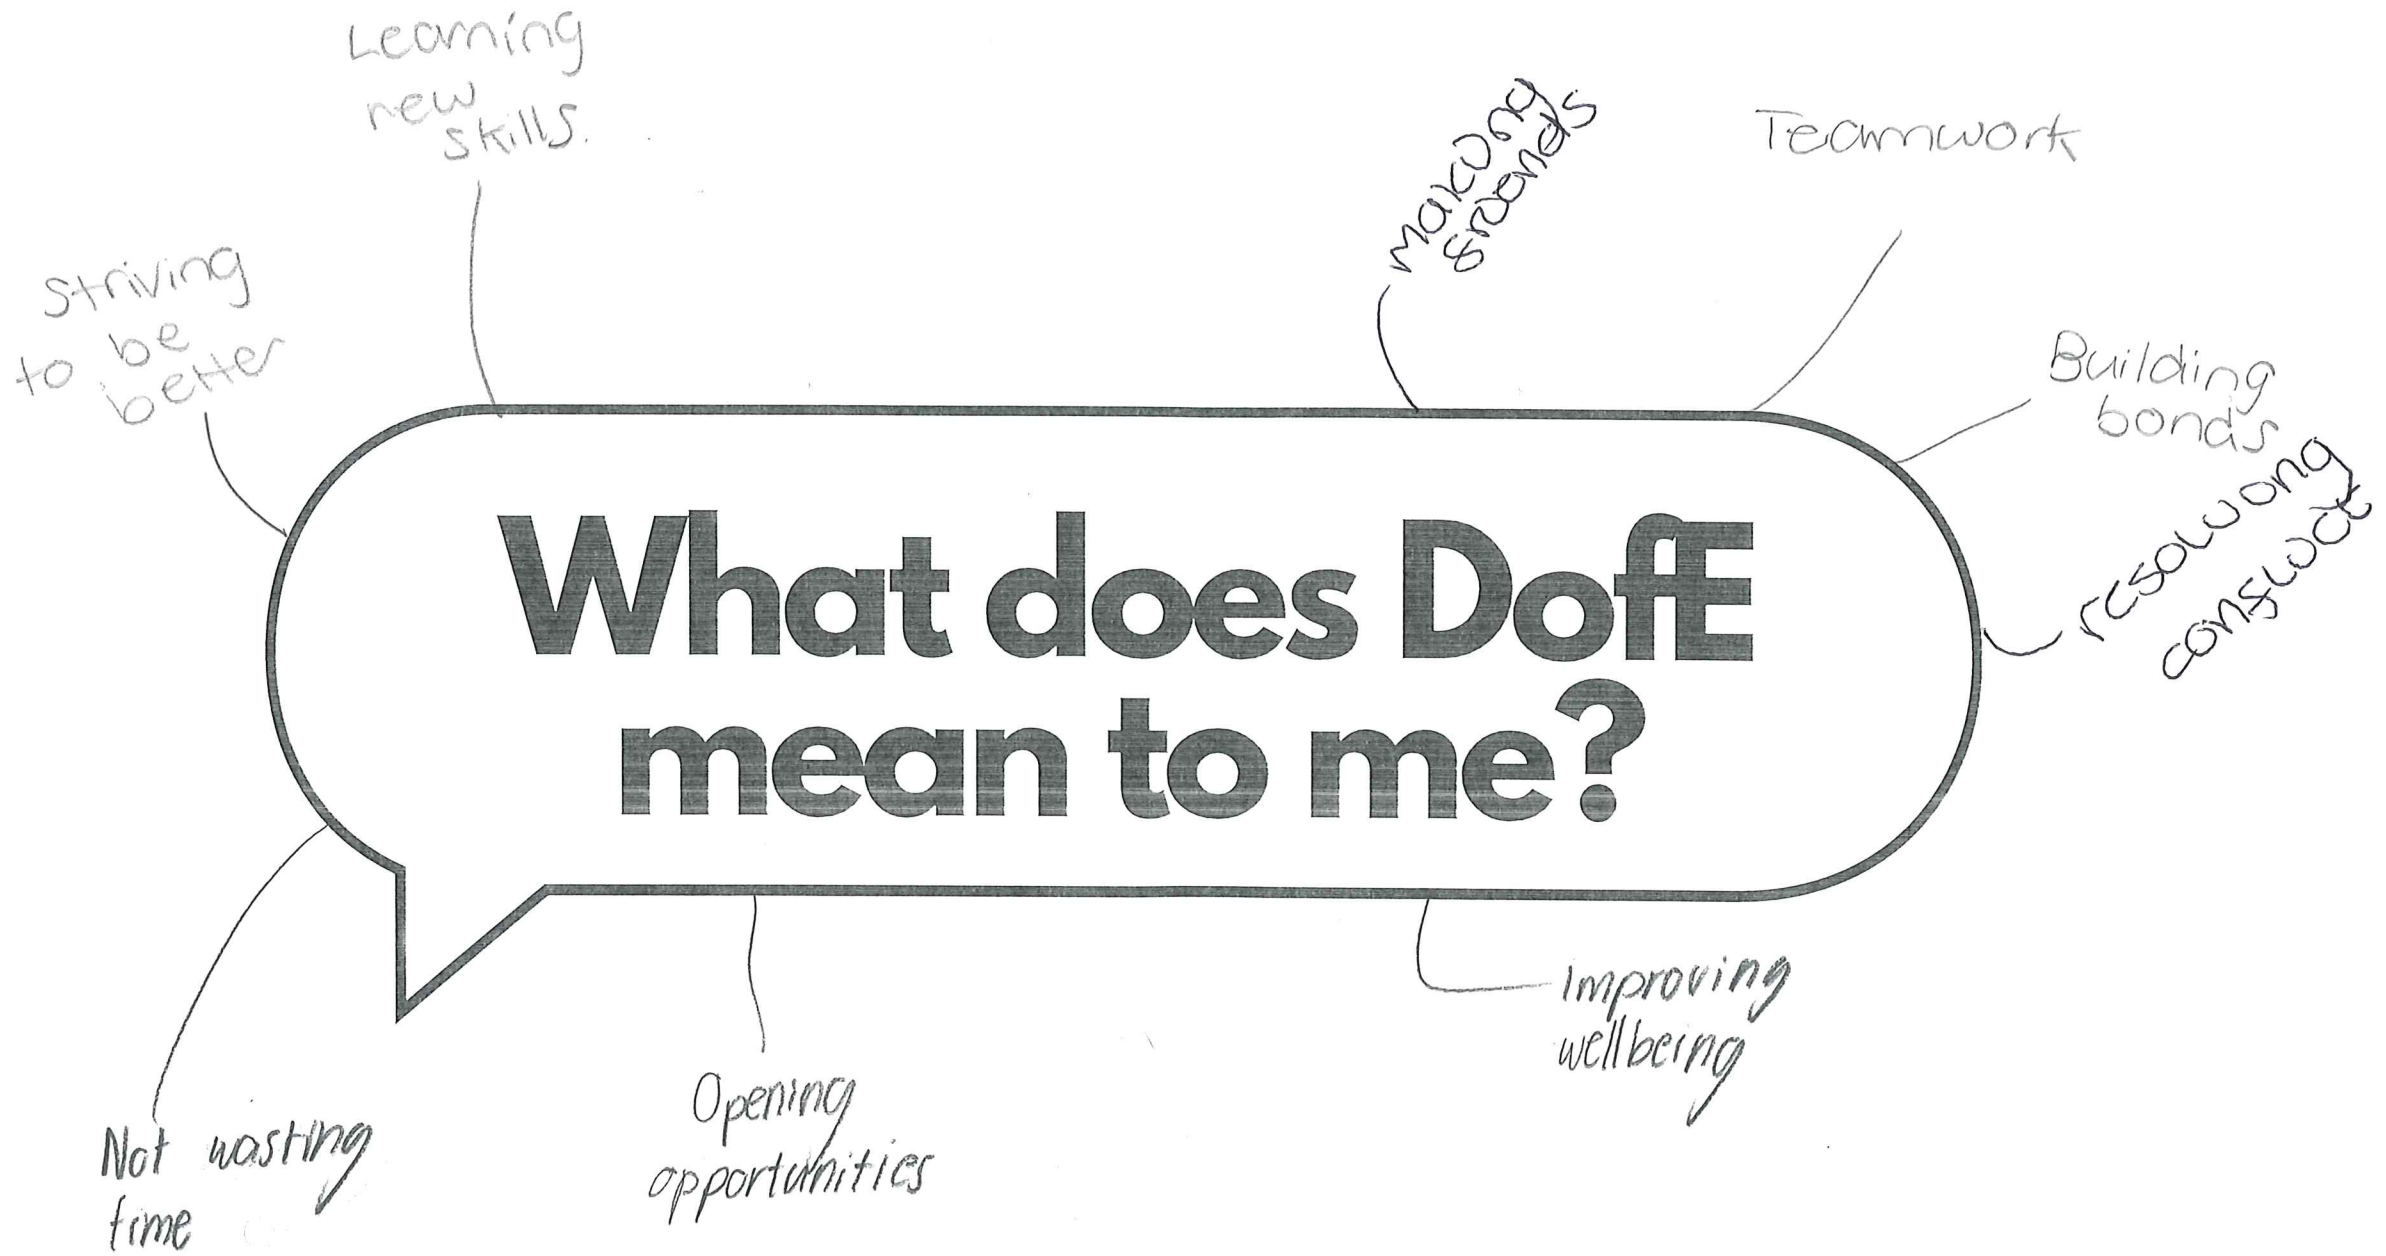 Learning
new
skills.
making
friends
Teamwork
Striving
to be
better
Building
bonds
resolving
conflict
What does DofE
mean to me?
Improving
wellbeing
Opening
opportunities
Not wasting
time